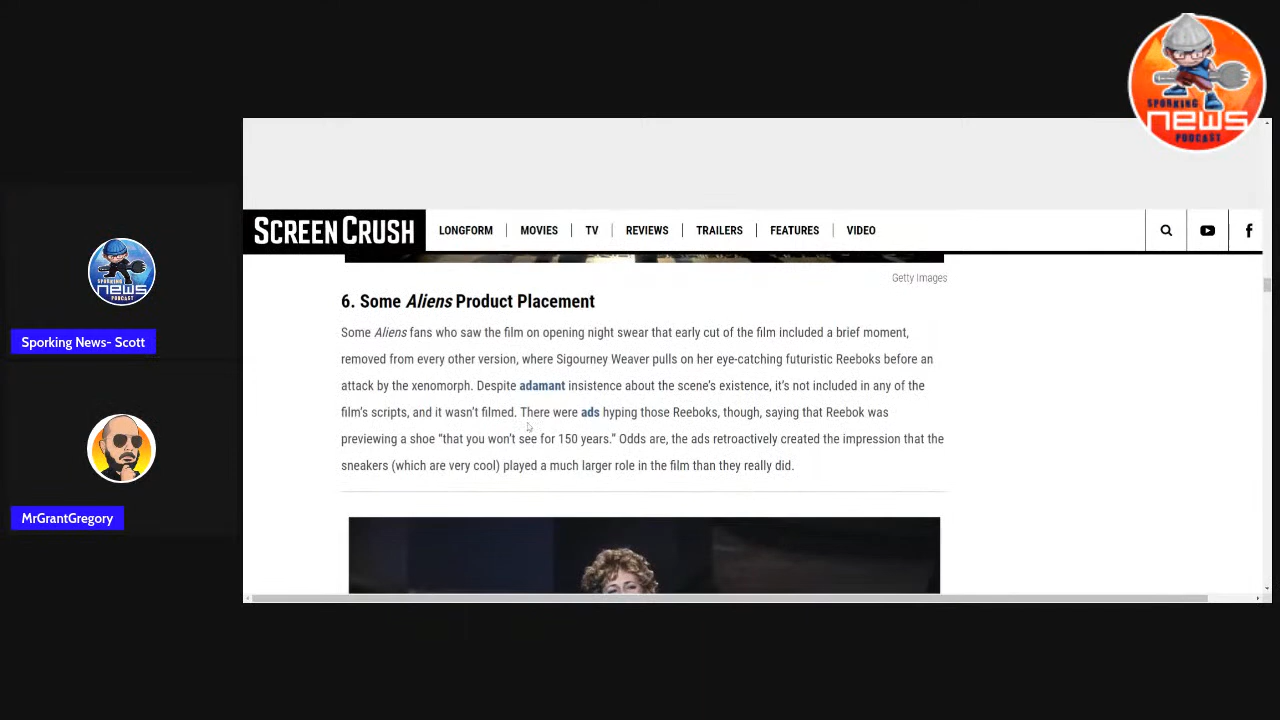 SPORKING
news
PODCAST
SCREENCRUSH
LONGFORM
MOVIES
TV
REVIEWS
TRAILERS
FEATURES
VIDEO
Getty Images
6. Some Aliens Product Placement
Some Aliens fans who saw the film on opening night swear that early cut of the film included a brief moment,
removed from every other version, where Sigourney Weaver pulls on her eye-catching futuristic Reeboks before an
attack by the xenomorph. Despite adamant insistence about the scene's existence, it's not included in any of the
film's scripts, and it wasn't filmed. There were ads hyping those Reeboks, though, saying that Reebok was
previewing a shoe “that you won't see for 150 years.” Odds are, the ads retroactively created the impression that the
sneakers (which are very cool) played a much larger role in the film than they really did.
SPORKING
news
PODCAST
Sporking News- Scott
MrGrantGregory